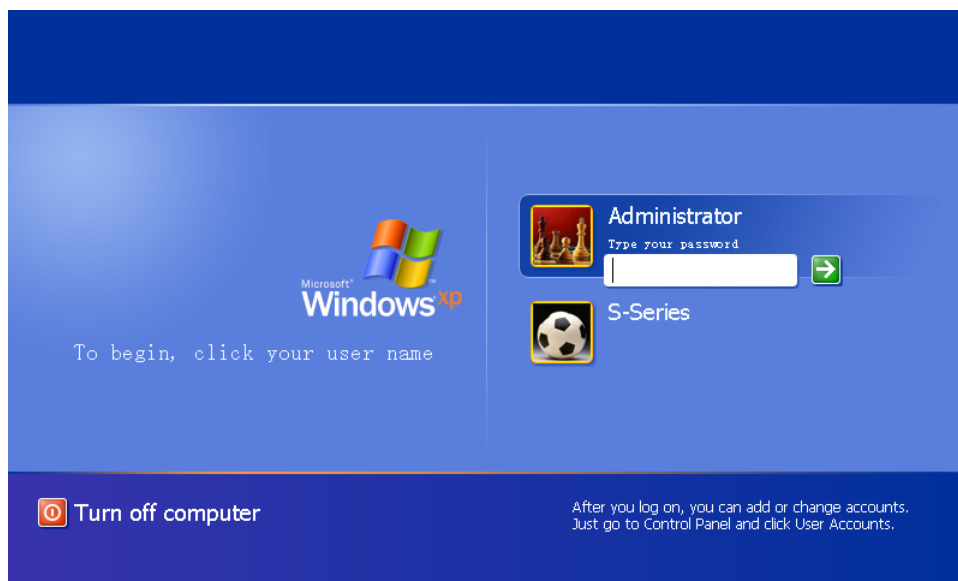 Microsoft®
Windows xp
™
To begin, click your user name
Administrator
Type your password
S-Series
Turn off computer
After you log on, you can add or change accounts.
Just go to Control Panel and click User Accounts.